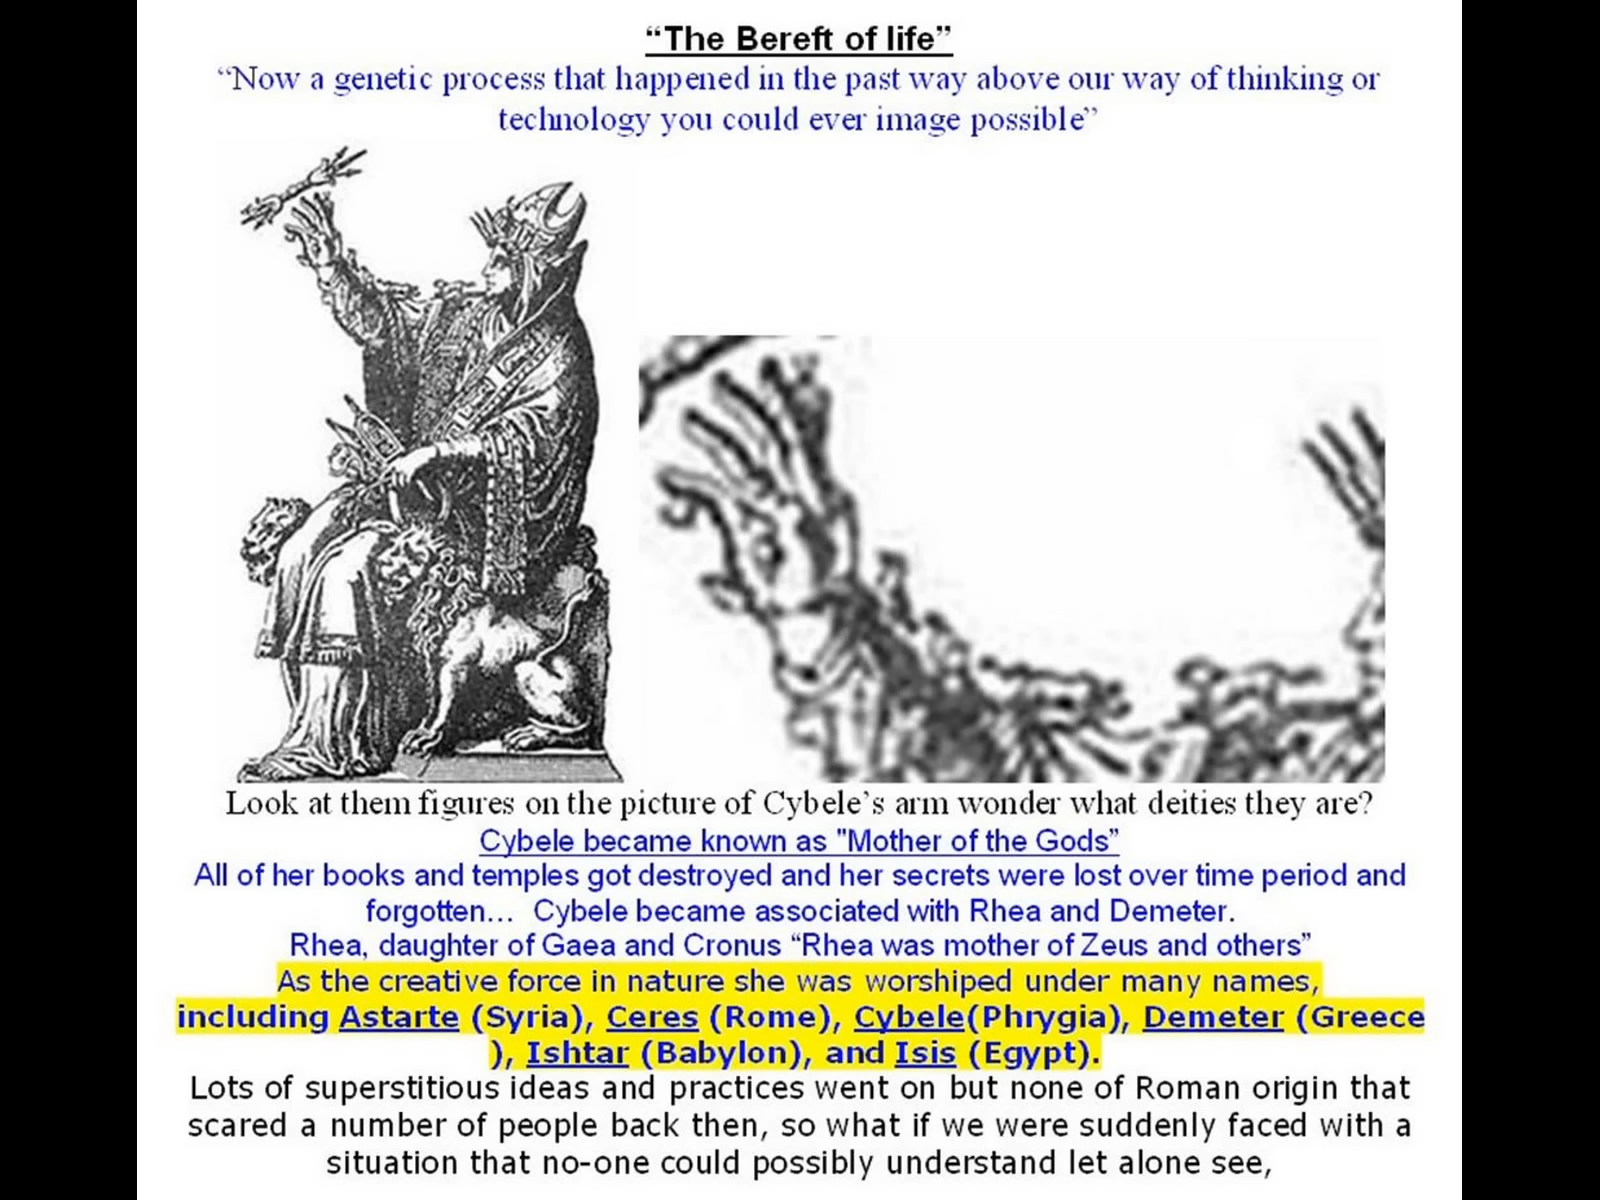 “The Bereft of life”
“Now a genetic process that happened in the past way above our way of thinking or
technology you could ever image possible”
Look at them figures on the picture of Cybele’s arm wonder what deities they are?
Cybele became known as "Mother of the Gods”
All of her books and temples got destroyed and her secrets were lost over time period and
forgotten… Cybele became associated with Rhea and Demeter.
Rhea, daughter of Gaea and Cronus “Rhea was mother of Zeus and others”
As the creative force in nature she was worshiped under many names,
including Astarte (Syria), Ceres (Rome), Cybele(Phrygia), Demeter (Greece
), Ishtar (Babylon), and Isis (Egypt).
Lots of superstitious ideas and practices went on but none of Roman origin that
scared a number of people back then, so what if we were suddenly faced with a
situation that no-one could possibly understand let alone see,